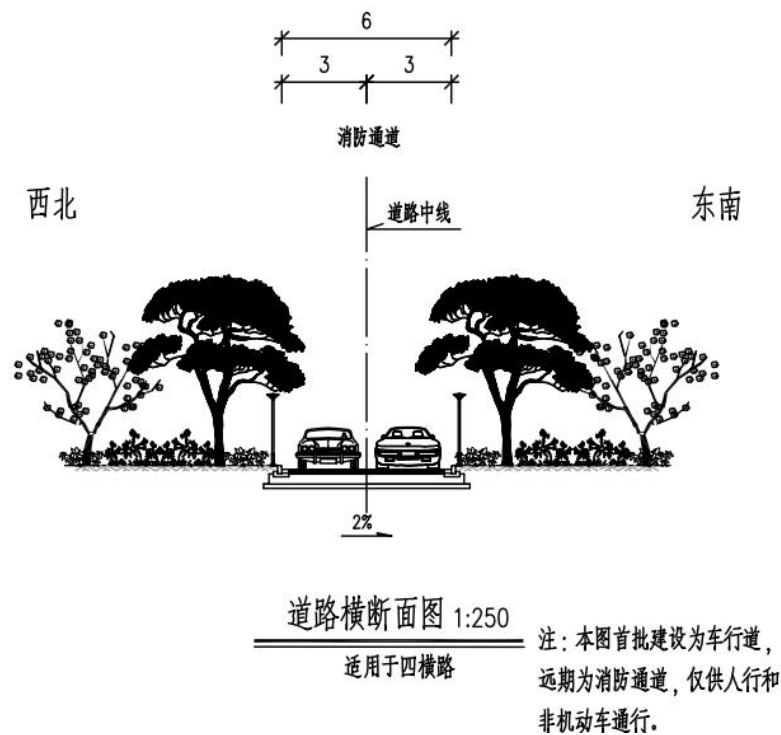 6
3 3
消防通道
西北
东南
道路中线
2%
道路横断面图 1:250
适用于四横路
注：本图首批建设为车行道，
远期为消防通道，仅供人行和
非机动车通行。